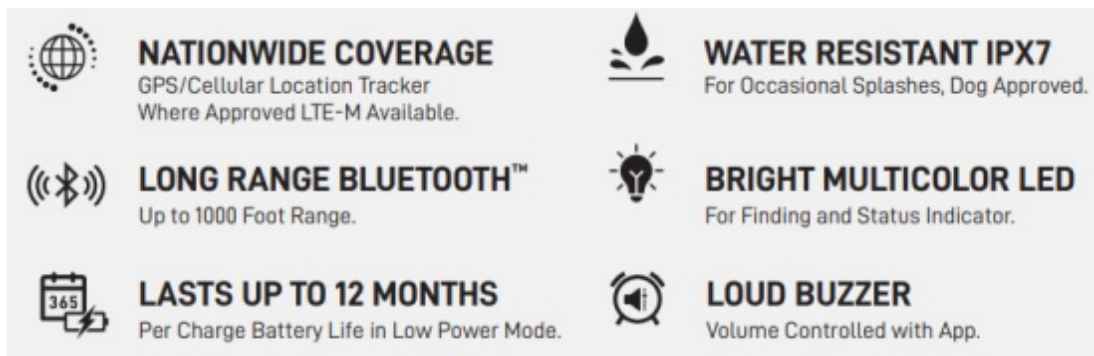 NATIONWIDE COVERAGE
GPS/Cellular Location Tracker
Where Approved LTE-M Available.
WATER RESISTANT IPX7
For Occasional Splashes, Dog Approved.
LONG RANGE BLUETOOTH™
Up to 1000 Foot Range.
BRIGHT MULTICOLOR LED
For Finding and Status Indicator.
365
LASTS UP TO 12 MONTHS
Per Charge Battery Life in Low Power Mode.
LOUD BUZZER
Volume Controlled with App.